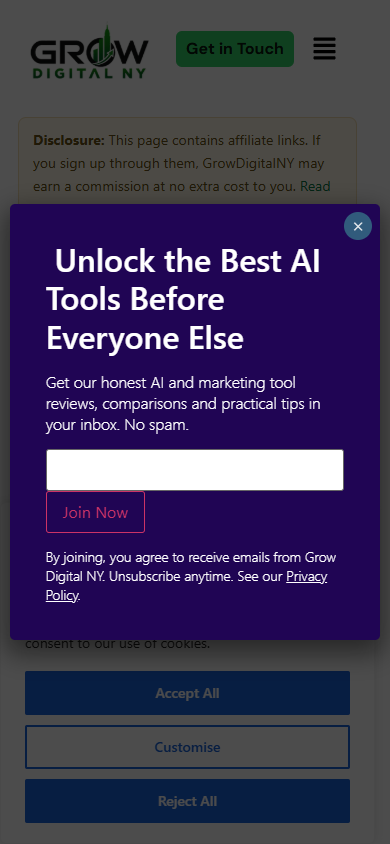 GROW
DIGITAL NY
Get in Touch
Disclosure: This page contains affiliate links. If
you sign up through them, GrowDigitalNY may
earn a commission at no extra cost to you. Read
×
Unlock the Best AI
Tools Before
Everyone Else
Get our honest AI and marketing tool
reviews, comparisons and practical tips in
your inbox. No spam.
Join Now
By joining, you agree to receive emails from Grow
Digital NY. Unsubscribe anytime. See our Privacy
Policy.
consent to our use of cookies.
Accept All
Customise
Reject All